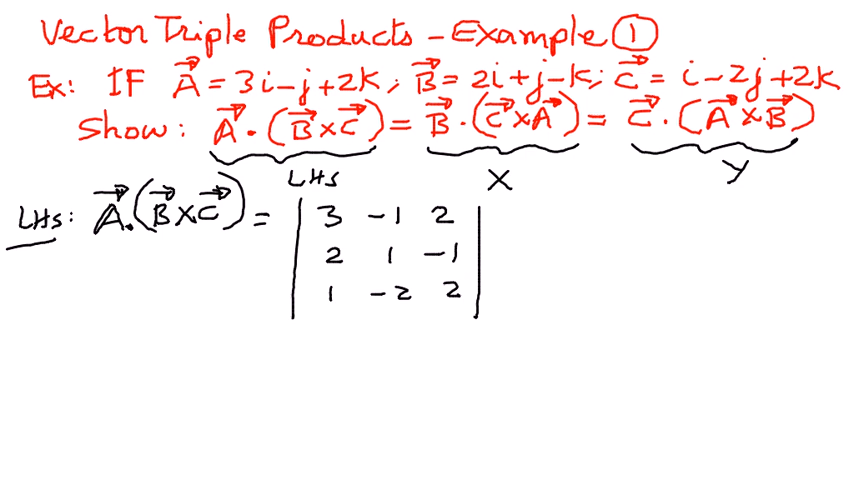 Vector Triple Products - Example ①
Ex: IF A⃗ = 3i-j+2k; B⃗ = 2i+j-k; C⃗ = i-2j+2k
Show: A⃗ · (B⃗ x C⃗) = B⃗ · (C⃗ x A⃗) = C⃗ · (A⃗ x B⃗)
LHS X Y
LHS: A⃗ . (B⃗ x C⃗) = | 3 -1 2 |
2 1 -1
1 -2 2